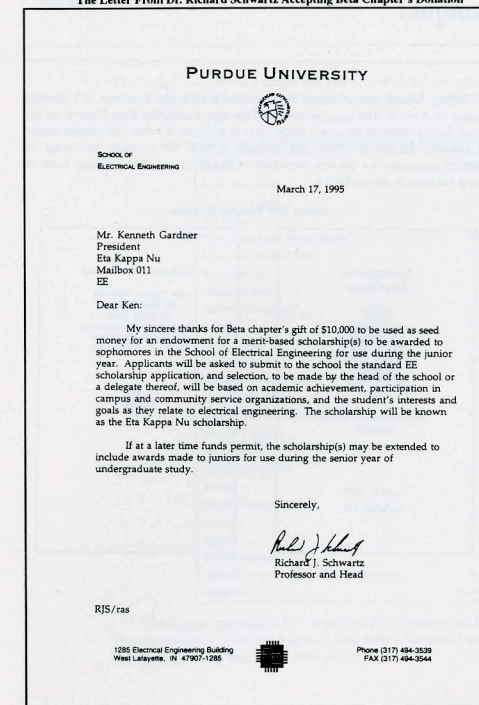 The Letter From Dr. Richard Schwartz Accepting Beta Chapter's Donation
PURDUE UNIVERSITY
SCHOOL OF
ELECTRICAL ENGINEERING
March 17, 1995
Mr. Kenneth Gardner
President
Eta Kappa Nu
Mailbox 011
EE
Dear Ken:
My sincere thanks for Beta chapter's gift of $10,000 to be used as seed
money for an endowment for a merit-based scholarship(s) to be awarded to
sophomores in the School of Electrical Engineering for use during the junior
year. Applicants will be asked to submit to the school the standard EE
scholarship application, and selection, to be made by the head of the school or
a delegate thereof, will be based on academic achievement, participation in
campus and community service organizations, and the student's interests and
goals as they relate to electrical engineering. The scholarship will be known
as the Eta Kappa Nu scholarship.
If at a later time funds permit, the scholarship(s) may be extended to
include awards made to juniors for use during the senior year of
undergraduate study.
Sincerely,
Richard J. Schwartz
Professor and Head
RJS/ras
1285 Electrical Engineering Building
West Lafayette, IN 47907-1285
Phone (317) 494-3539
FAX (317) 494-3544